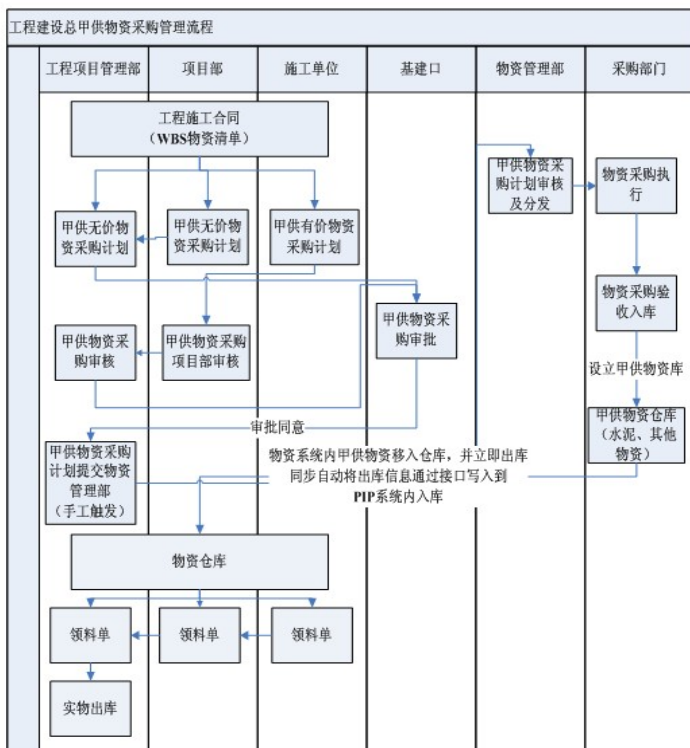 工程建设总甲供物资采购管理流程
工程项目管理部
项目部
施工单位
基建口
物资管理部
采购部门
工程施工合同
（WBS物资清单）
甲供无价物
资采购计划
甲供无价物
资采购计划
甲供有价物资
采购计划
甲供物资采
购计划审核
及分发
物资采购执
行
物资采购验
收入库
甲供物资采
购审批
甲供物资采
购审核
甲供物资采购
项目部审核
设立甲供物资库
甲供物资仓库
（水泥、其他
物资）
审批同意
甲供物资采购
计划提交物资
管理部
（手工触发）
物资系统内甲供物资移入仓库，并立即出库
同步自动将出库信息通过接口写入到
PIP系统内入库
物资仓库
领料单
领料单
领料单
实物出库